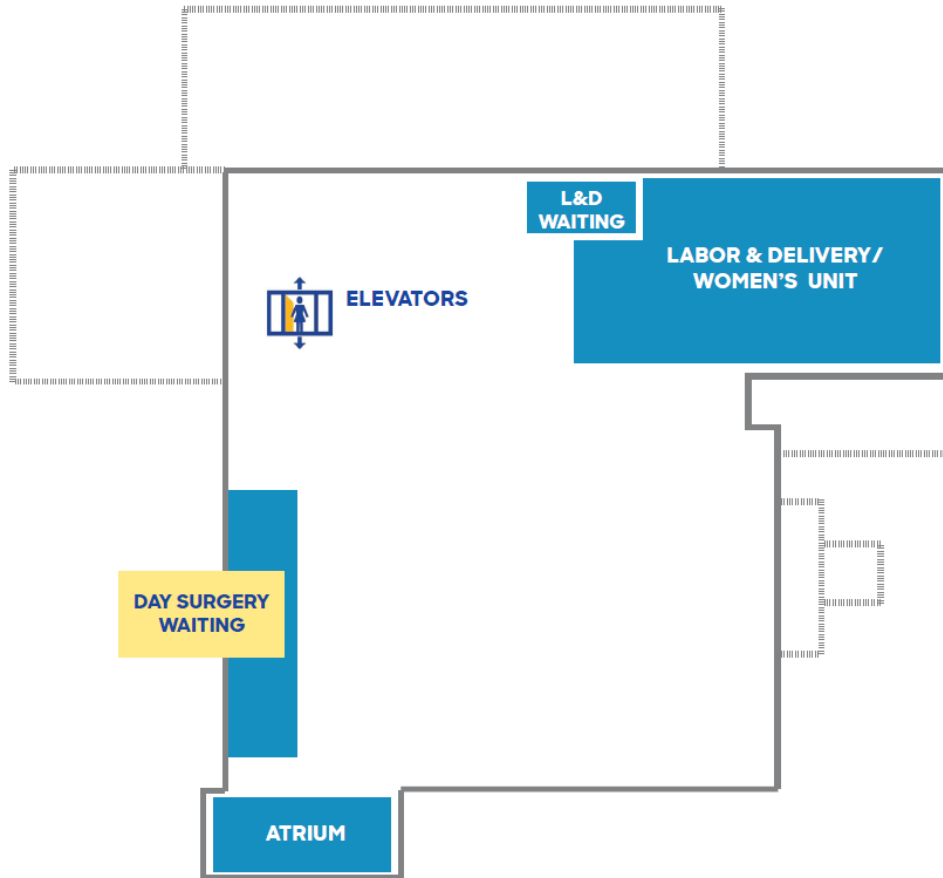 L&D
WAITING
LABOR & DELIVERY/
WOMEN'S UNIT
ELEVATORS
DAY SURGERY
WAITING
ATRIUM